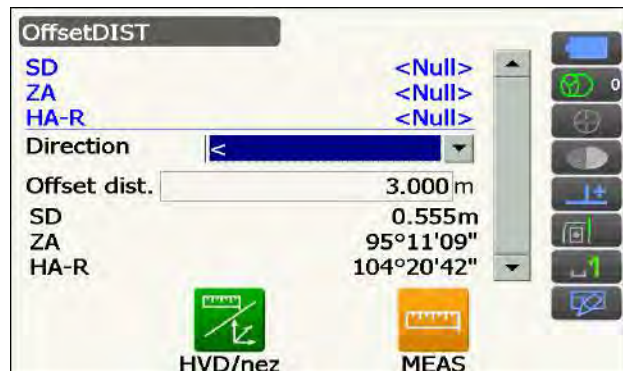 OffsetDIST
SD <Null>
ZA <Null>
HA-R <Null>
Direction <
Offset dist. 3.000 m
SD 0.555m
ZA 95°11'09"
HA-R 104°20'42"
0
1
HVD/nez MEAS